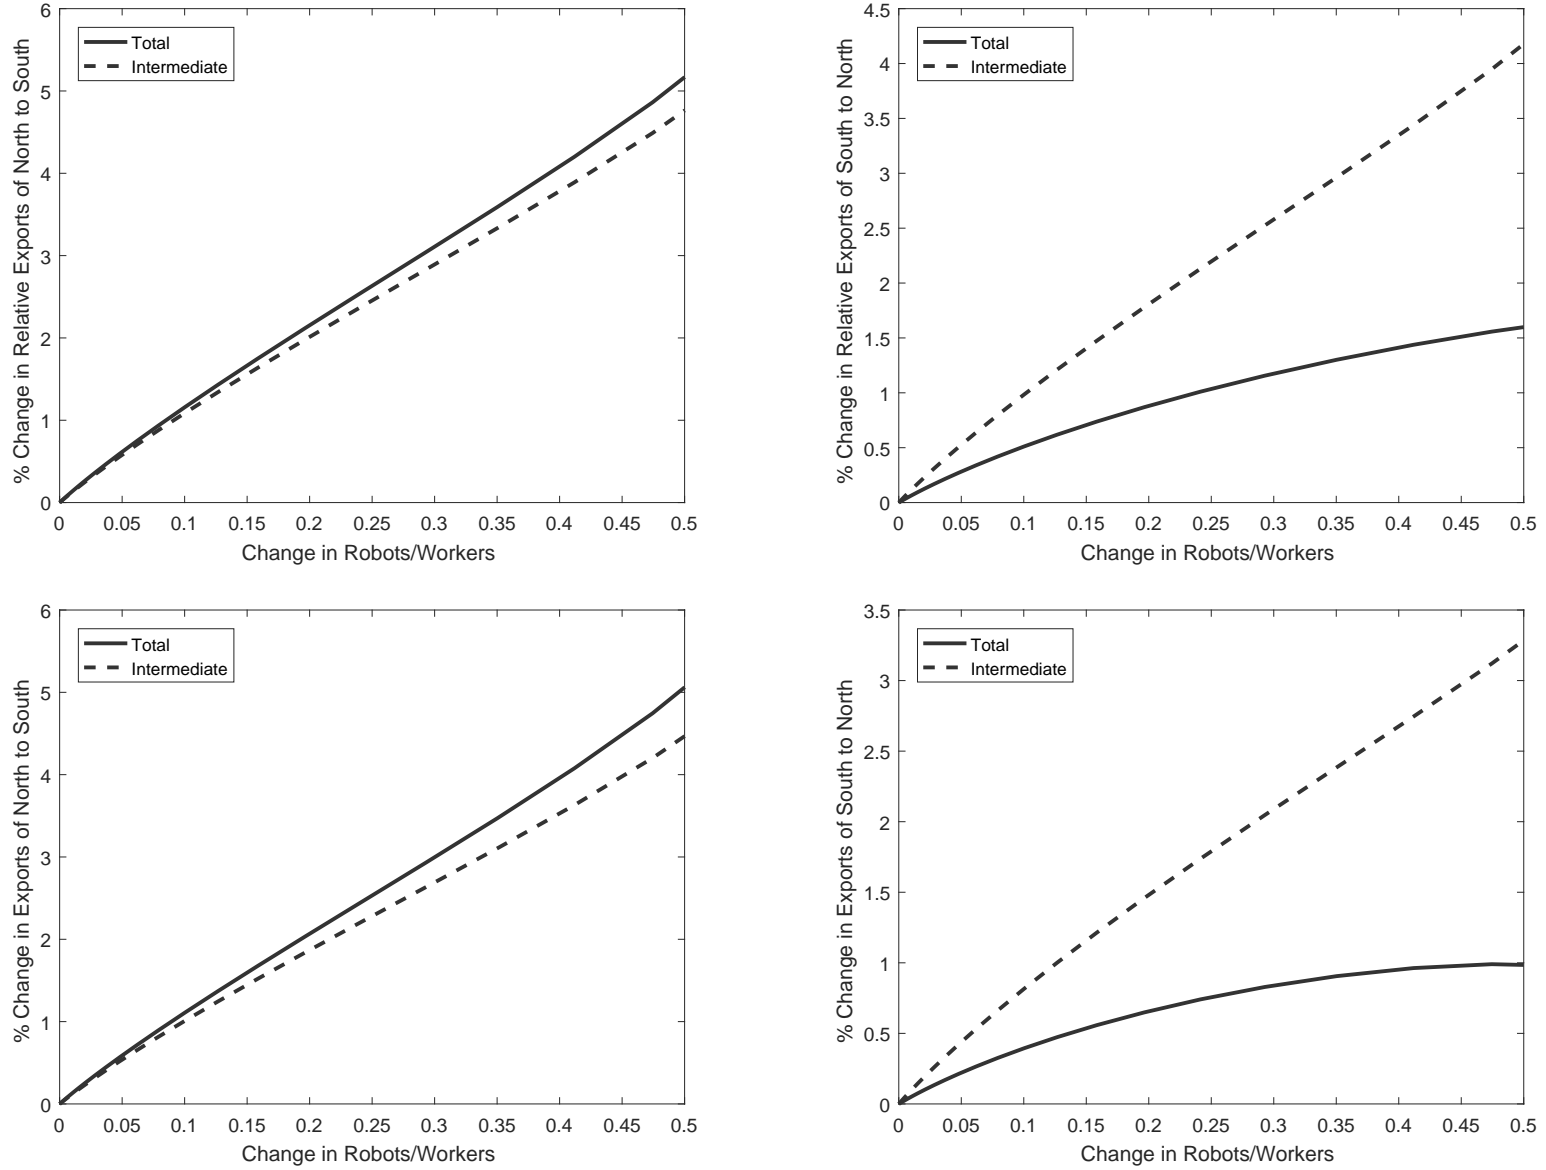 % Change in Relative Exports of North to South
6
5
4
3
2
1
0
Total
Intermediate
0 0.05 0.1 0.15 0.2 0.25 0.3 0.35 0.4 0.45 0.5
Change in Robots/Workers
% Change in Relative Exports of South to North
4.5
4
3.5
3
2.5
2
1.5
1
0.5
0
Total
Intermediate
0 0.05 0.1 0.15 0.2 0.25 0.3 0.35 0.4 0.45 0.5
Change in Robots/Workers
% Change in Exports of North to South
6
5
4
3
2
1
0
Total
Intermediate
0 0.05 0.1 0.15 0.2 0.25 0.3 0.35 0.4 0.45 0.5
Change in Robots/Workers
% Change in Exports of South to North
3.5
3
2.5
2
1.5
1
0.5
0
Total
Intermediate
0 0.05 0.1 0.15 0.2 0.25 0.3 0.35 0.4 0.45 0.5
Change in Robots/Workers